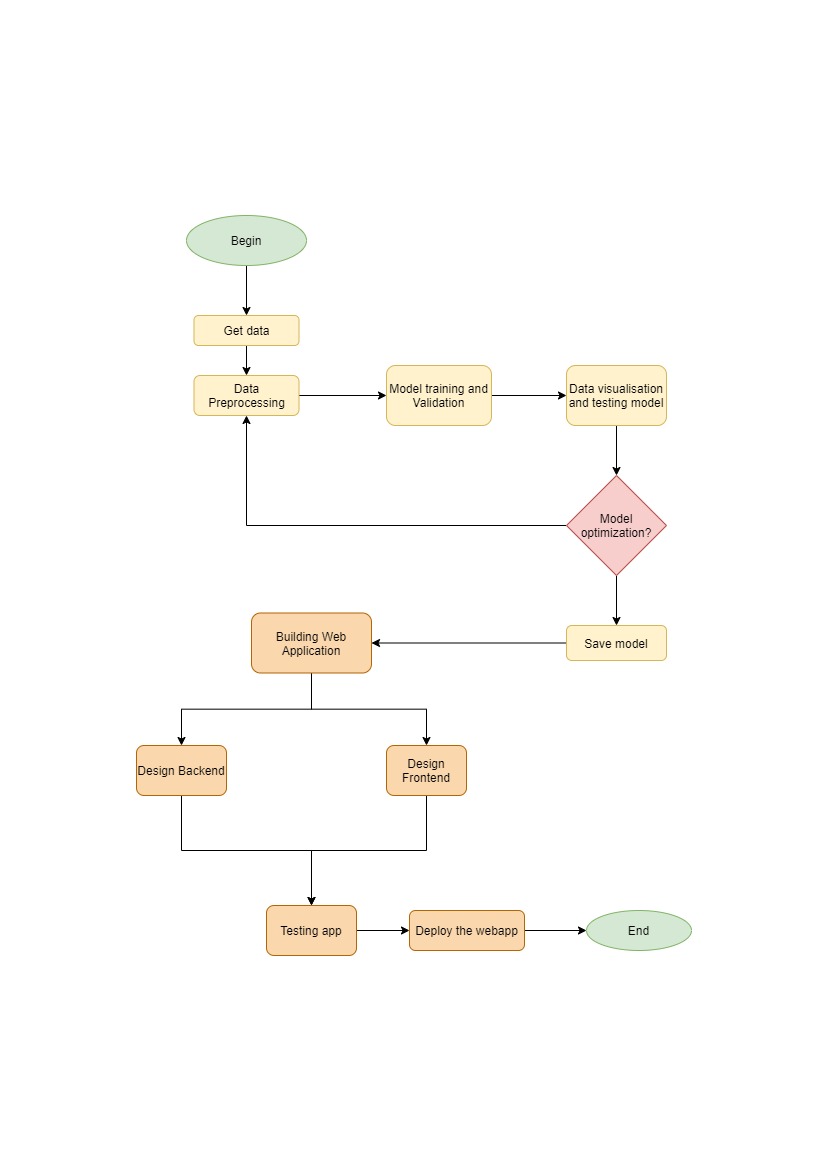 Begin
Get data
Data
Preprocessing
Model training and
Validation
Data visualisation
and testing model
Model
optimization?
Save model
Building Web
Application
Design Backend
Design
Frontend
Testing app
Deploy the webapp
End